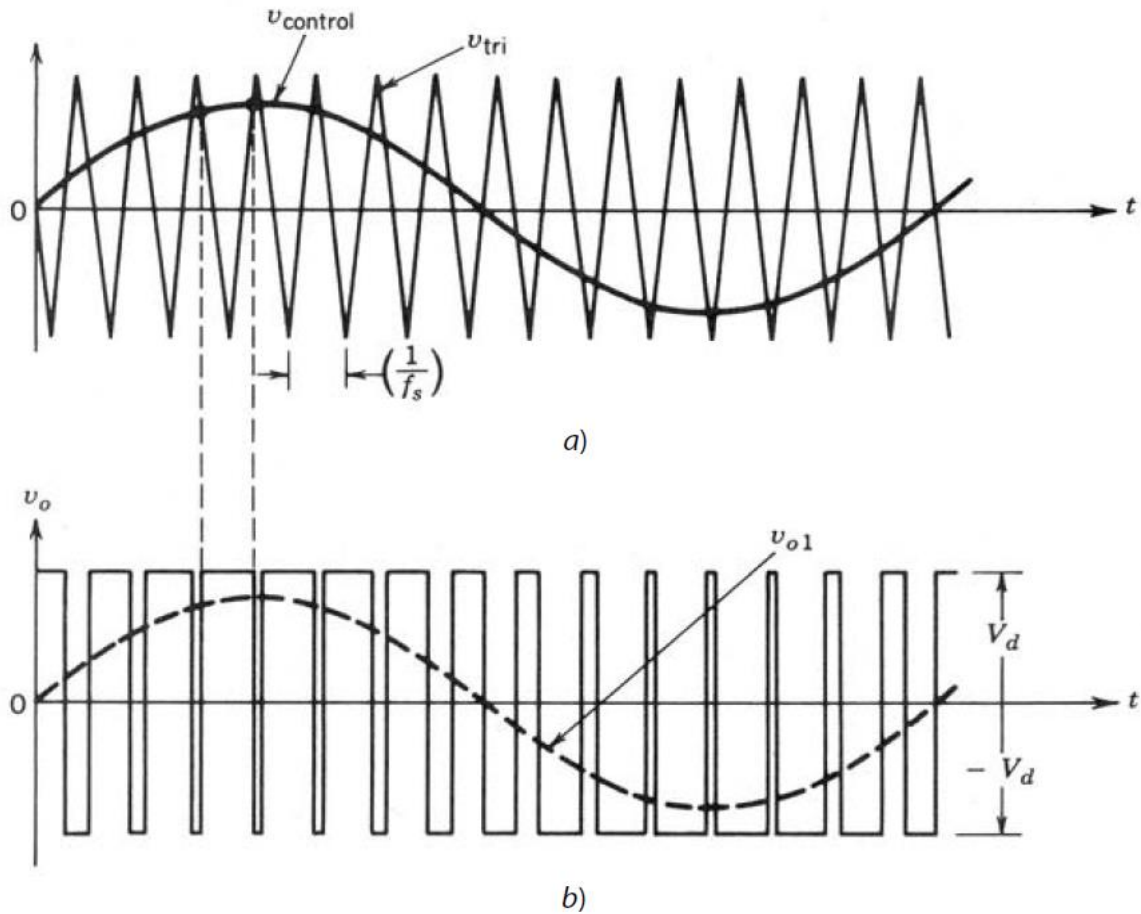 v_control
v_tri
0
t
(1/f_s)
a)
v_o
v_o1
V_d
0
t
− V_d
b)